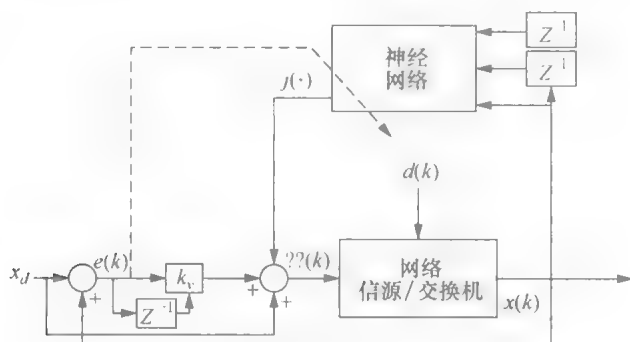 Z⁻¹
神经
网络
Z⁻¹
f(·)
d(k)
x_d
e(k)
k_v
??(k)
网络
信源/交换机
x(k)
+
+
+
Z⁻¹